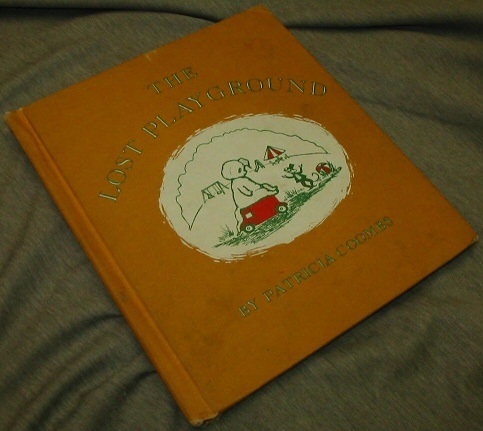 THE
LOST PLAYGROUND
BY PATRICIA COOMBS